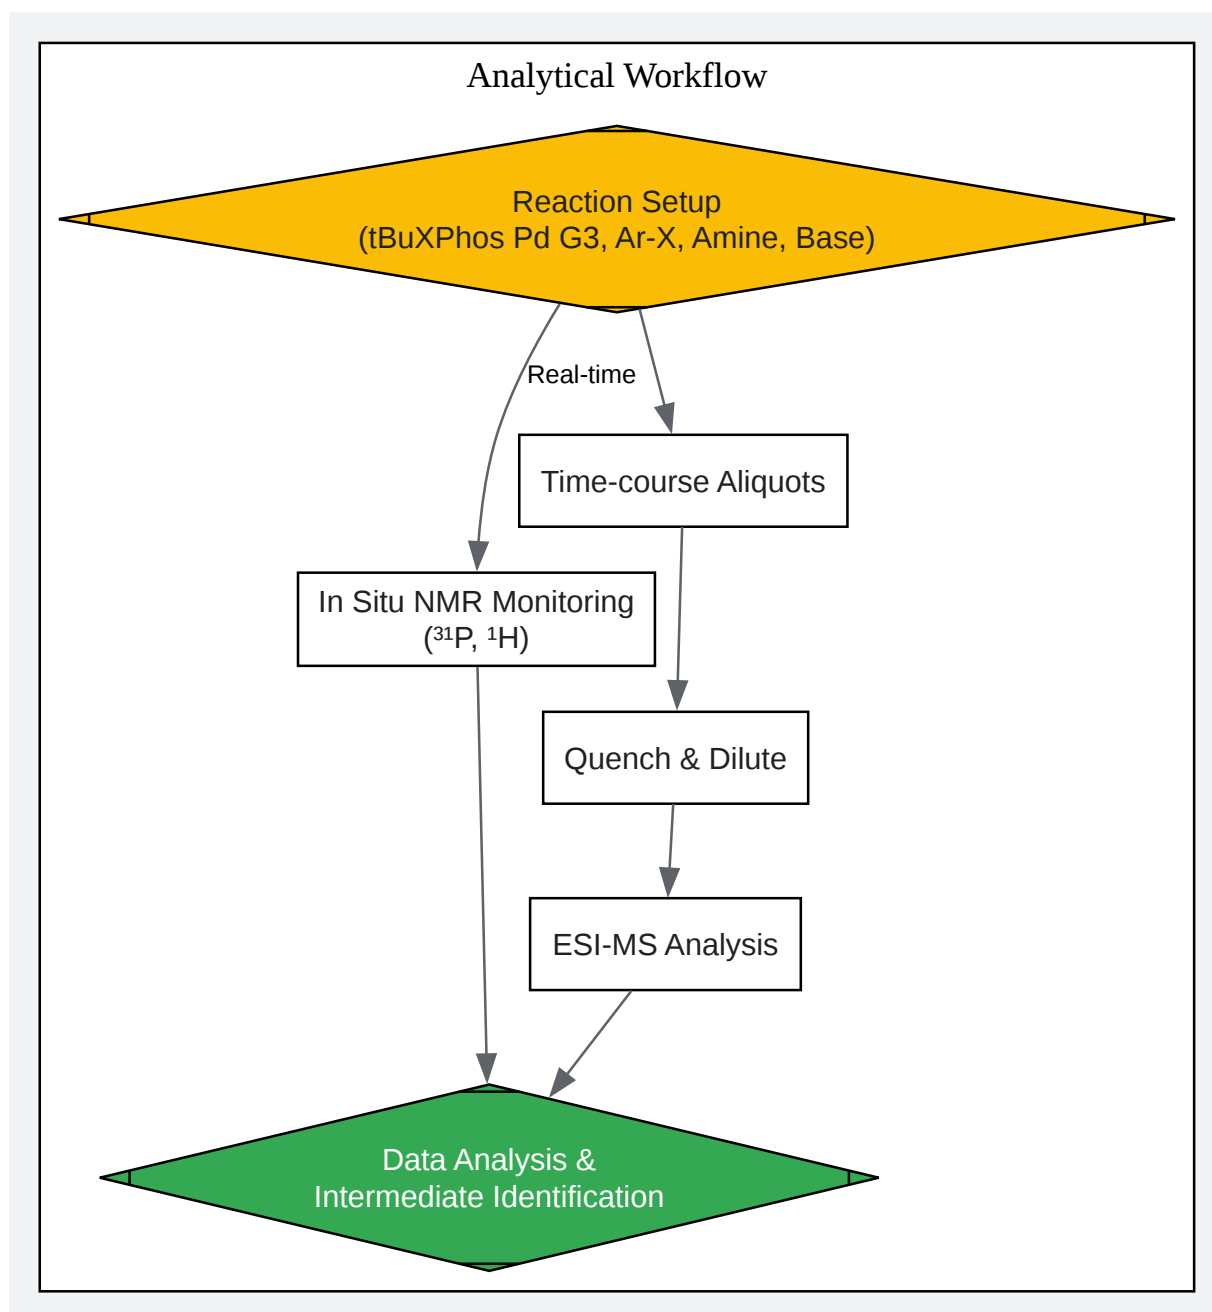 Analytical Workflow
Reaction Setup
(tBuXPhos Pd G3, Ar-X, Amine, Base)
Real-time
Time-course Aliquots
In Situ NMR Monitoring
(³¹P, ¹H)
Quench & Dilute
ESI-MS Analysis
Data Analysis &
Intermediate Identification